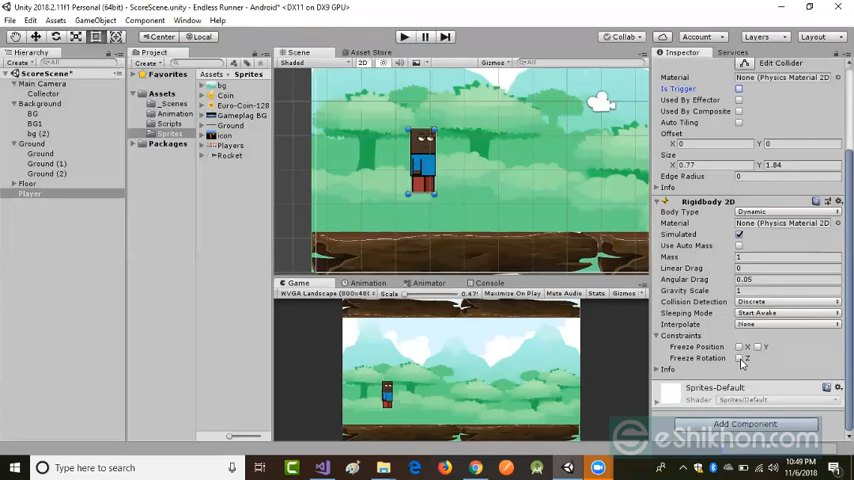 Unity 2018.2.11f1 Personal (64bit) - ScoreScene.unity - Endless Runner - Android* <DX11 on DX9 GPU>
File Edit Assets GameObject Component Window Help
Center Local Collab Account Layers Layout
Hierarchy
Create All
ScoreScene*
Main Camera
Collector
Background
BG
BG1
bg (2)
Ground
Ground
Ground (1)
Ground (2)
Floor
Player
Project
Create
Favorites
Assets
_Scenes
Animation
Scripts
Sprites
Packages
Assets Sprites
bg
Coin
Euro-Coin-128
Gameplag BG
Ground
icon
Players
Rocket
Scene Asset Store
Shaded 2D Gizmos All
Animation Animator Console
Game
WVGA Landscape (800x48 Scale 0.47 Maximize On Play Mute Audio Stats Gizmos
Inspector Services
Edit Collider
Material None (Physics Material 2D
Is Trigger
Used By Effector
Used By Composite
Auto Tiling
Offset
X 0 Y 0
Size
X 0.77 Y 1.84
Edge Radius 0
Info
Rigidbody 2D
Body Type Dynamic
Material None (Physics Material 2D
Simulated
Use Auto Mass
Mass 1
Linear Drag 0
Angular Drag 0.05
Gravity Scale 1
Collision Detection Discrete
Sleeping Mode Start Awake
Interpolate None
Constraints
Freeze Position X Y
Freeze Rotation Z
Info
Sprites-Default
Shader Sprites/Default
Add Component
eShikhon.com
Type here to search
10:49 PM
11/6/2018